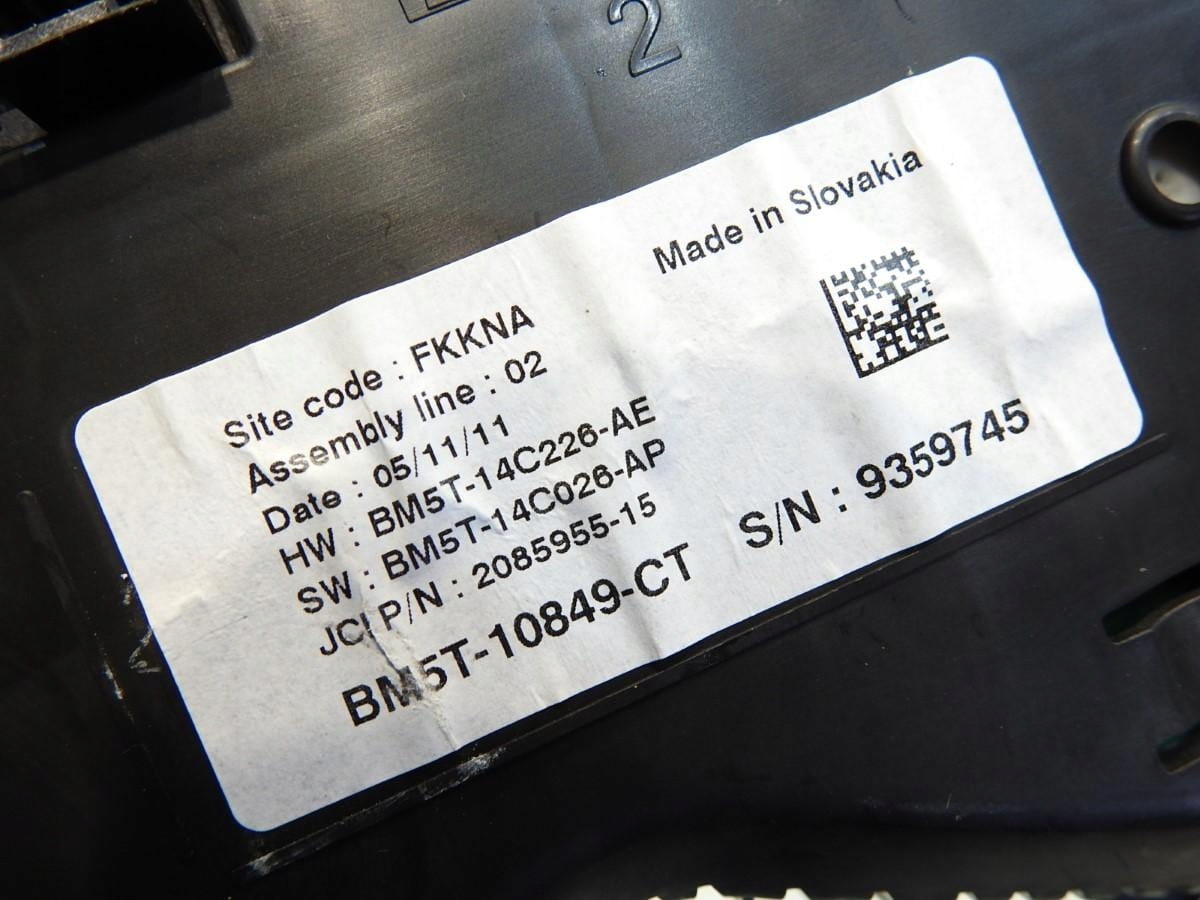 2
Made in Slovakia
Site code : FKKNA
Assembly line : 02
Date : 05/11/11
HW : BM5T-14C226-AE
SW : BM5T-14C026-AP
JCI P/N : 2085955-15
BM5T-10849-CT S/N : 9359745